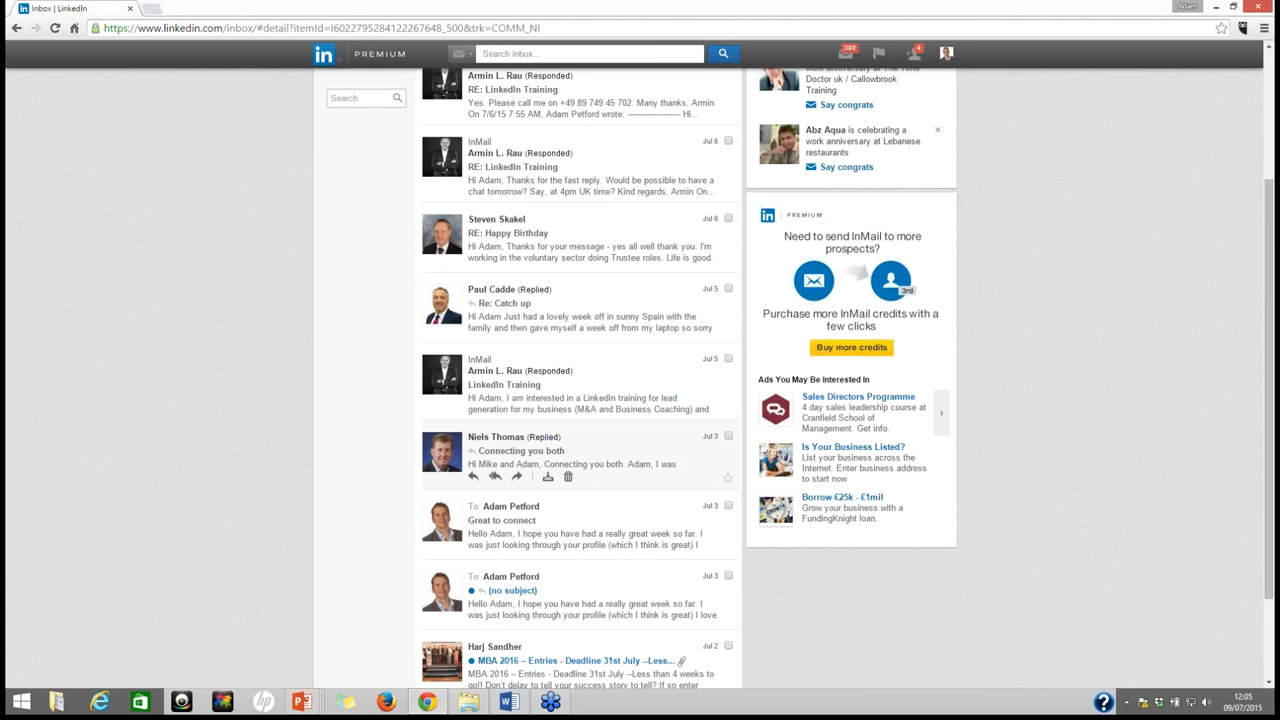 Inbox | LinkedIn
Adam
https://www.linkedin.com/inbox/#detail?itemId=I6022795284122267648_500&trk=COMM_NI
in PREMIUM
Search inbox...
398
4
Search
Armin L. Rau (Responded)
RE: LinkedIn Training
Yes. Please call me on +49 89 749 45 702. Many thanks, Armin
On 7/6/15 7:55 AM, Adam Petford wrote: -------------------- Hi...
InMail
Jul 6
Armin L. Rau (Responded)
RE: LinkedIn Training
Hi Adam, Thanks for the fast reply. Would be possible to have a
chat tomorrow? Say, at 4pm UK time? Kind regards, Armin On...
Steven Skakel
Jul 6
RE: Happy Birthday
Hi Adam, Thanks for your message - yes all well thank you. I'm
working in the voluntary sector doing Trustee roles. Life is good.
Paul Cadde (Replied)
Jul 5
Re: Catch up
Hi Adam Just had a lovely week off in sunny Spain with the
family and then gave myself a week off from my laptop so sorry
InMail
Jul 5
Armin L. Rau (Responded)
LinkedIn Training
Hi Adam, I am interested in a LinkedIn training for lead
generation for my business (M&A and Business Coaching) and
Niels Thomas (Replied)
Jul 3
Connecting you both
Hi Mike and Adam, Connecting you both. Adam, I was
To: Adam Petford
Jul 3
Great to connect
Hello Adam, I hope you have had a really great week so far. I
was just looking through your profile (which I think is great) I
To: Adam Petford
Jul 3
(no subject)
Hello Adam, I hope you have had a really great week so far. I
was just looking through your profile (which I think is great) I love
Harj Sandher
Jul 2
MBA 2016 – Entries - Deadline 31st July –Less...
MBA 2016 – Entries - Deadline 31st July –Less than 4 weeks to
go!! Don't delay to tell your success story to tell? If so enter
work anniversary at The Time
Doctor uk / Callowbrook
Training
Say congrats
Abz Aqua is celebrating a
work anniversary at Lebanese
restaurants
Say congrats
in PREMIUM
Need to send InMail to more
prospects?
3rd
Purchase more InMail credits with a
few clicks
Buy more credits
Ads You May Be Interested In
Sales Directors Programme
4 day sales leadership course at
Cranfield School of
Management. Get info.
Is Your Business Listed?
List your business across the
Internet. Enter business address
to start now
Borrow £25k - £1mil
Grow your business with a
FundingKnight loan.
12:05
09/07/2015